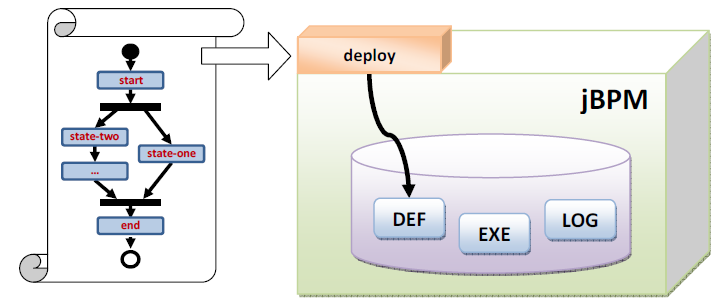 start
state-two
state-one
...
end
deploy
jBPM
DEF
EXE
LOG